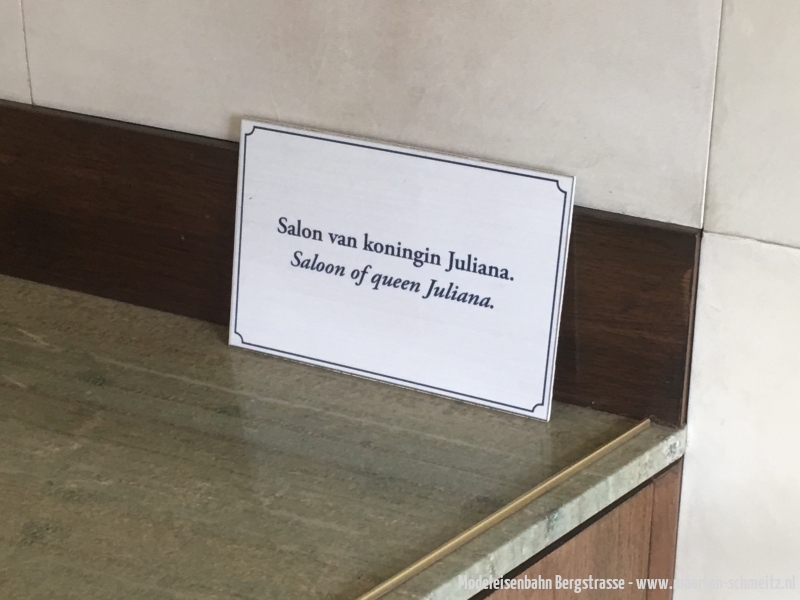 Salon van koningin Juliana.
Saloon of queen Juliana.
Modeleisenbahn Bergstrasse - www.